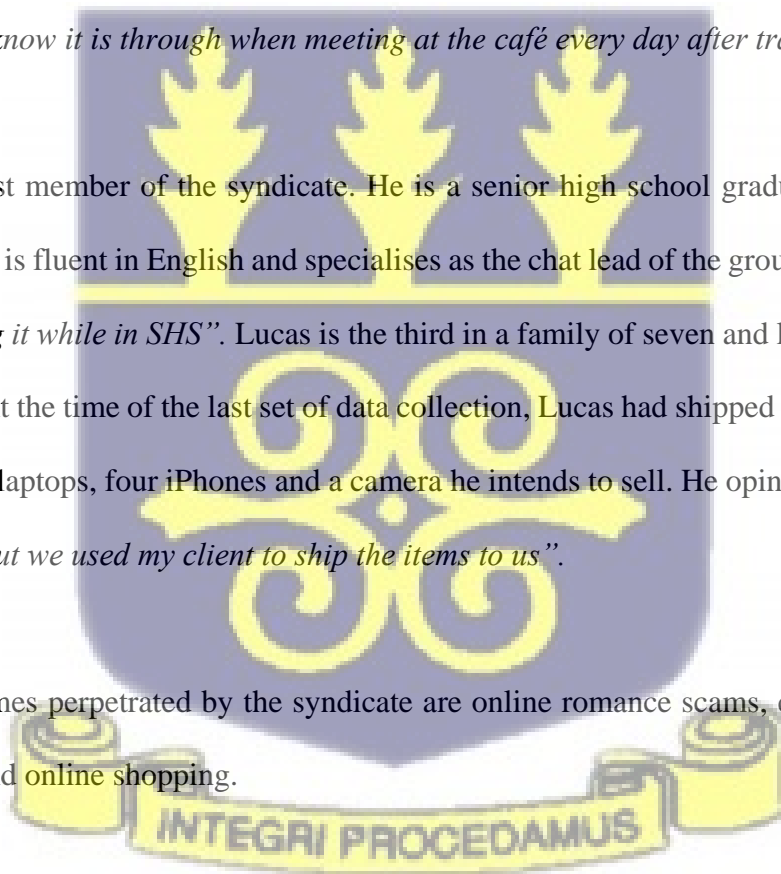 know it is through when meeting at the café every day after tra
st member of the syndicate. He is a senior high school gradu
is fluent in English and specialises as the chat lead of the grou
g it while in SHS”. Lucas is the third in a family of seven and l
t the time of the last set of data collection, Lucas had shipped
laptops, four iPhones and a camera he intends to sell. He opin
ut we used my client to ship the items to us”.
mes perpetrated by the syndicate are online romance scams,
d online shopping.
INTEGRI PROCEDAMUS